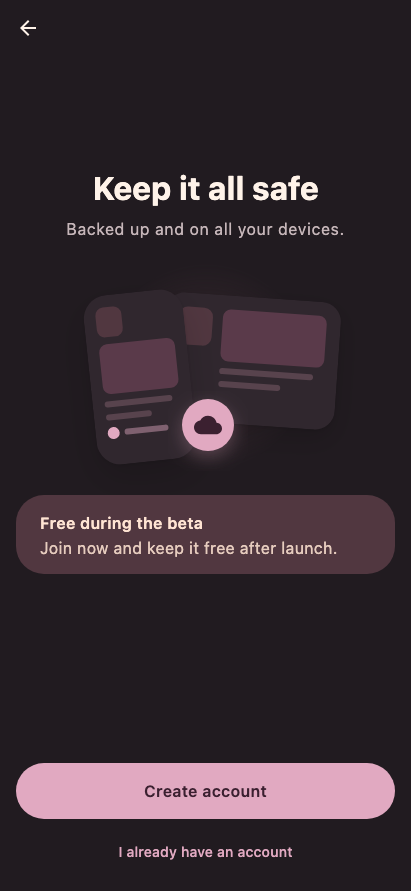 Keep it all safe
Backed up and on all your devices.
Free during the beta
Join now and keep it free after launch.
Create account
I already have an account